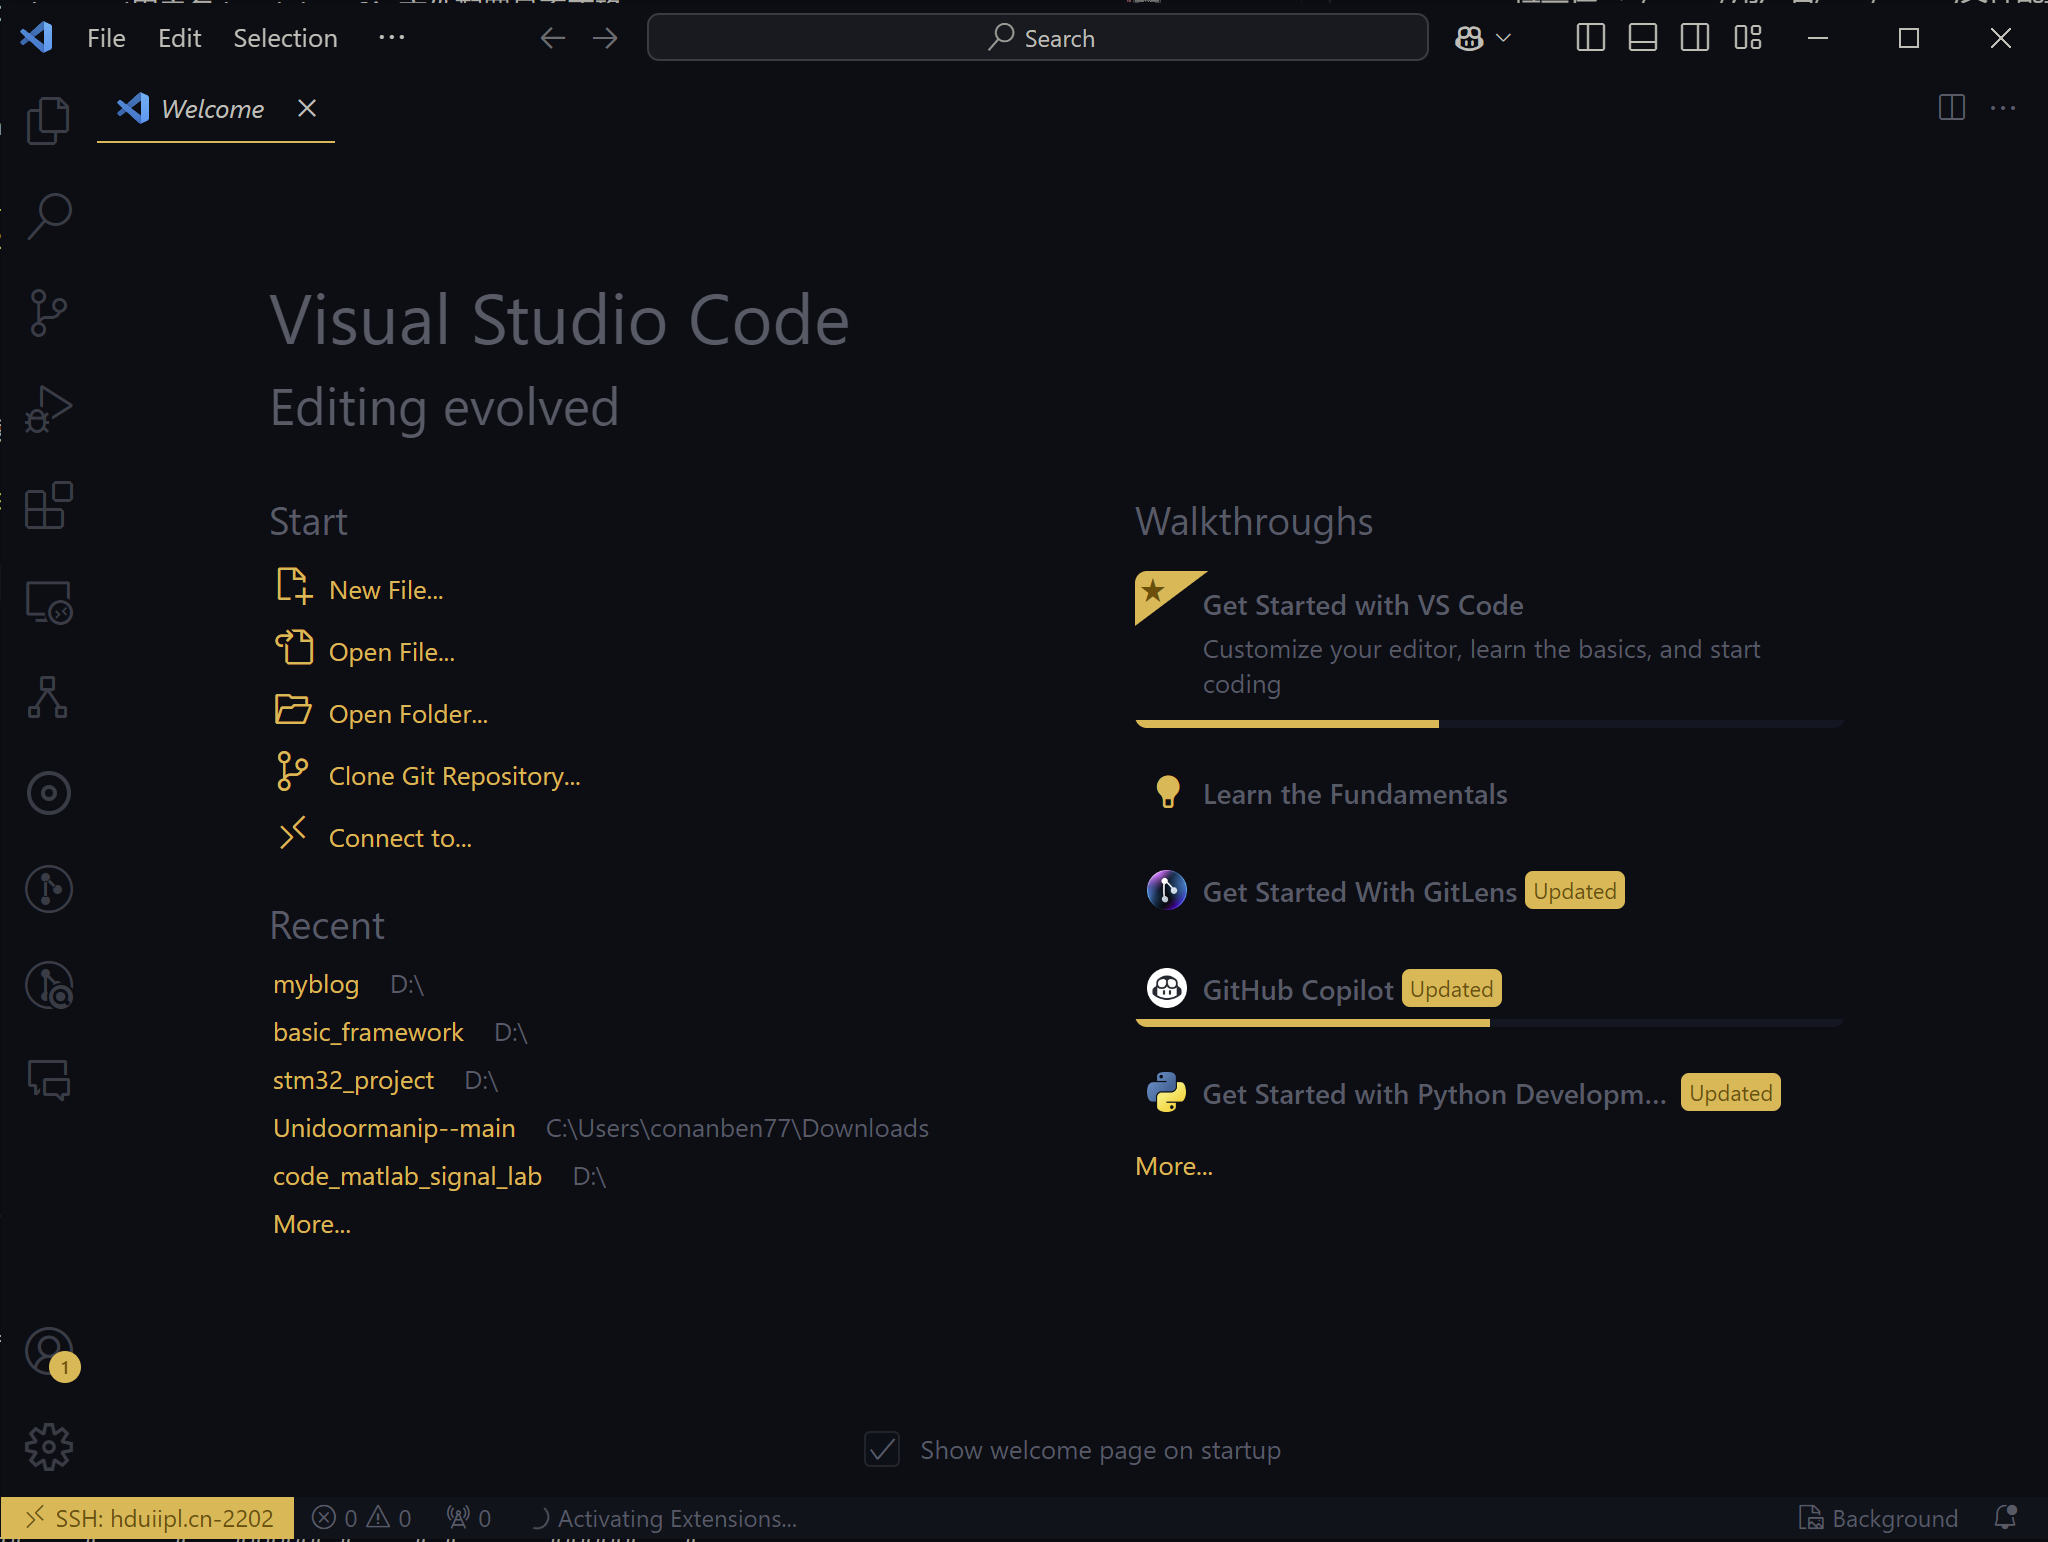 File Edit Selection ··· Search
Welcome
Visual Studio Code
Editing evolved
Start
New File...
Open File...
Open Folder...
Clone Git Repository...
Connect to...
Recent
myblog D:\
basic_framework D:\
stm32_project D:\
Unidoormanip--main C:\Users\conanben77\Downloads
code_matlab_signal_lab D:\
More...
Walkthroughs
Get Started with VS Code
Customize your editor, learn the basics, and start
coding
Learn the Fundamentals
Get Started With GitLens Updated
GitHub Copilot Updated
Get Started with Python Developm... Updated
More...
1
Show welcome page on startup
SSH: hduiipl.cn-2202 0 0 0 Activating Extensions... Background